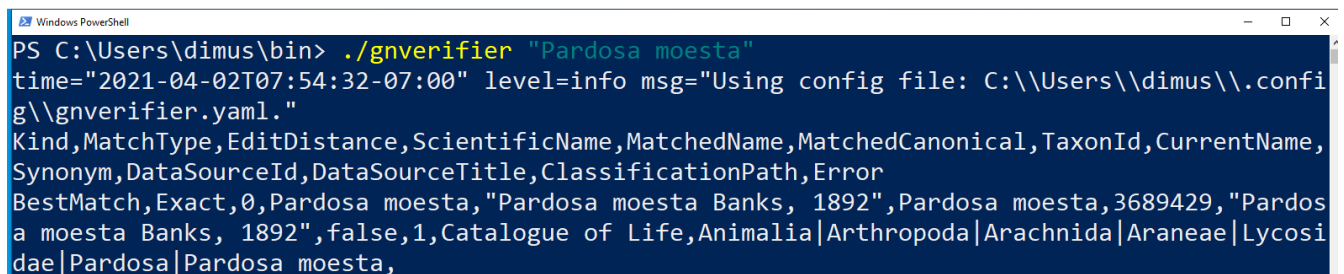 Windows PowerShell
PS C:\Users\dimus\bin> ./gnverifier "Pardosa moesta"
time="2021-04-02T07:54:32-07:00" level=info msg="Using config file: C:\\Users\\dimus\\.confi
g\\gnverifier.yaml."
Kind,MatchType,EditDistance,ScientificName,MatchedName,MatchedCanonical,TaxonId,CurrentName,
Synonym,DataSourceId,DataSourceTitle,ClassificationPath,Error
BestMatch,Exact,0,Pardosa moesta,"Pardosa moesta Banks, 1892",Pardosa moesta,3689429,"Pardos
a moesta Banks, 1892",false,1,Catalogue of Life,Animalia|Arthropoda|Arachnida|Araneae|Lycosi
dae|Pardosa|Pardosa moesta,